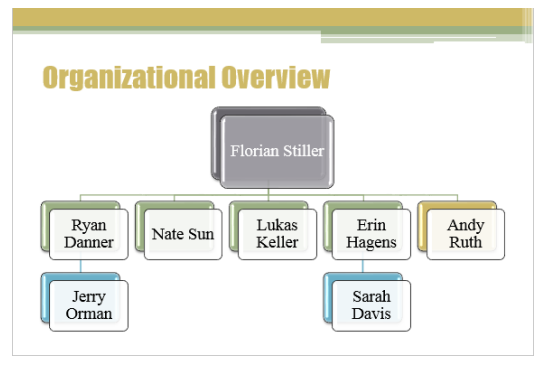 Organizational Overview
Florian Stiller
Ryan
Danner
Nate Sun
Lukas
Keller
Erin
Hagens
Andy
Ruth
Jerry
Orman
Sarah
Davis